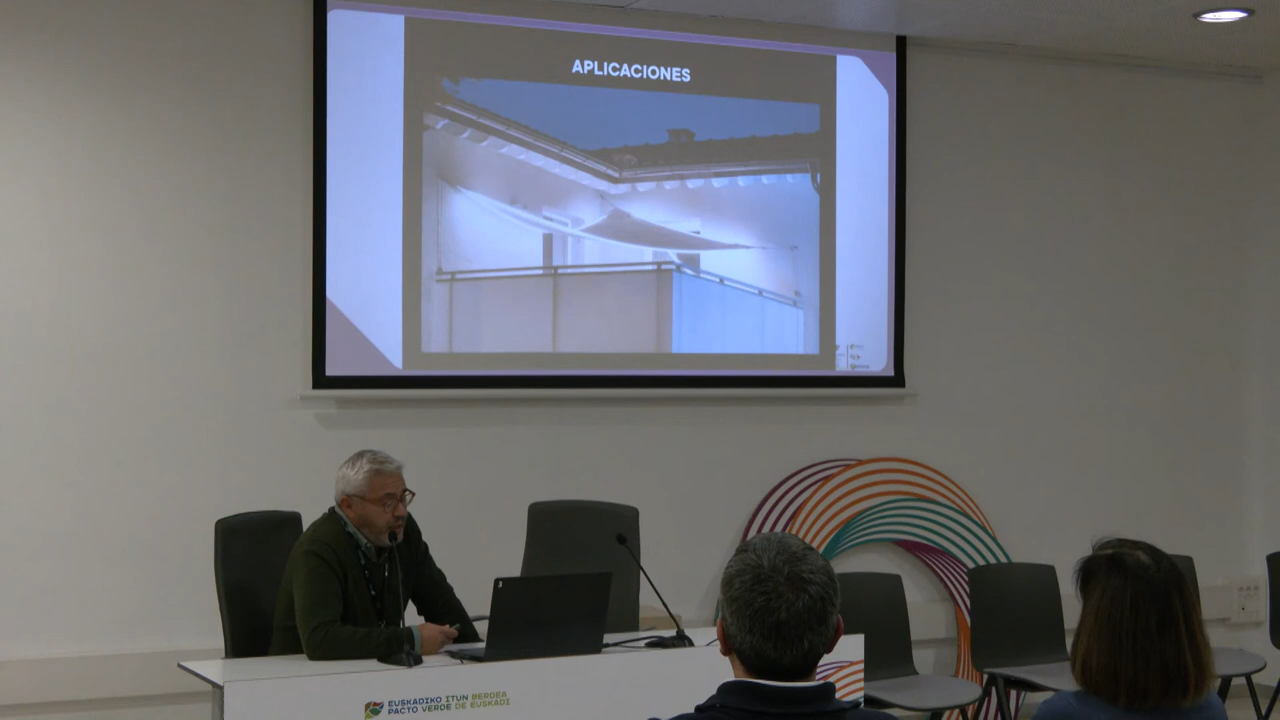 APLICACIONES
EUSKADIKO ITUN BERDEA
PACTO VERDE DE EUSKADI